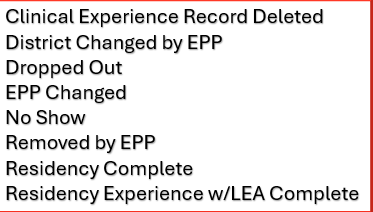 Clinical Experience Record Deleted
District Changed by EPP
Dropped Out
EPP Changed
No Show
Removed by EPP
Residency Complete
Residency Experience w/LEA Complete